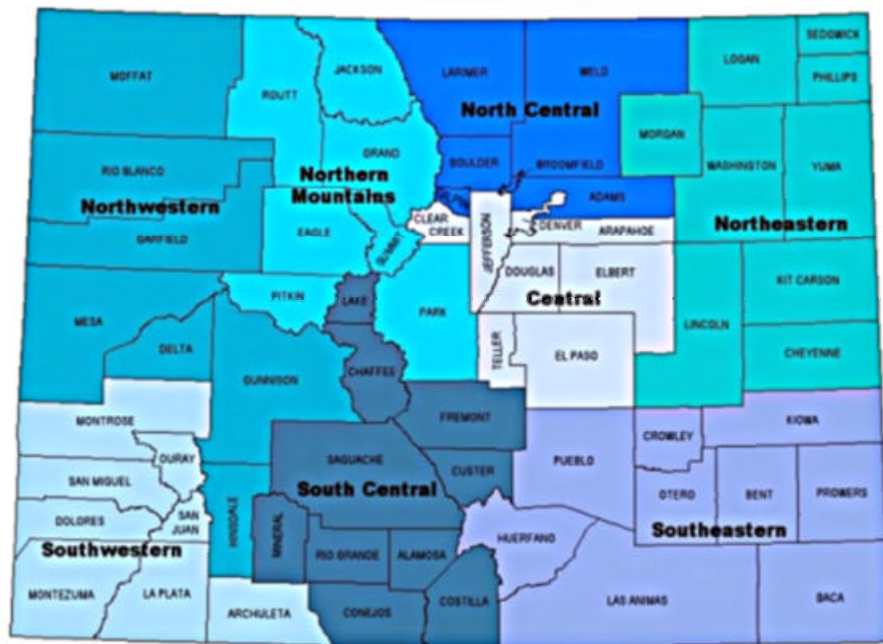 SEDGWICK
JACKSON
LOGAN
MOFFAT
LARIMER
WELD
PHILLIPS
ROUTT
North Central
MORGAN
GRAND
RIO BLANCO
BOULDER
BROOMFIELD
WASHINGTON
YUMA
Northern
Mountains
Northwestern
ADAMS
CLEAR
CREEK
DENVER
ARAPAHOE
Northeastern
GARFIELD
EAGLE
SUMMIT
JEFFERSON
DOUGLAS
ELBERT
KIT CARSON
PITKIN
LAKE
PARK
Central
MESA
LINCOLN
DELTA
TELLER
EL PASO
CHEYENNE
GUNNISON
CHAFFEE
MONTROSE
FREMONT
KIOWA
CROWLEY
OURAY
SAGUACHE
PUEBLO
SAN MIGUEL
CUSTER
South Central
OTERO
BENT
PROWERS
SAN
JUAN
DOLORES
HINSDALE
MINERAL
Southwestern
Southeastern
HUERFANO
RIO GRANDE
ALAMOSA
MONTEZUMA
LA PLATA
ARCHULETA
CONEJOS
COSTILLA
LAS ANIMAS
BACA